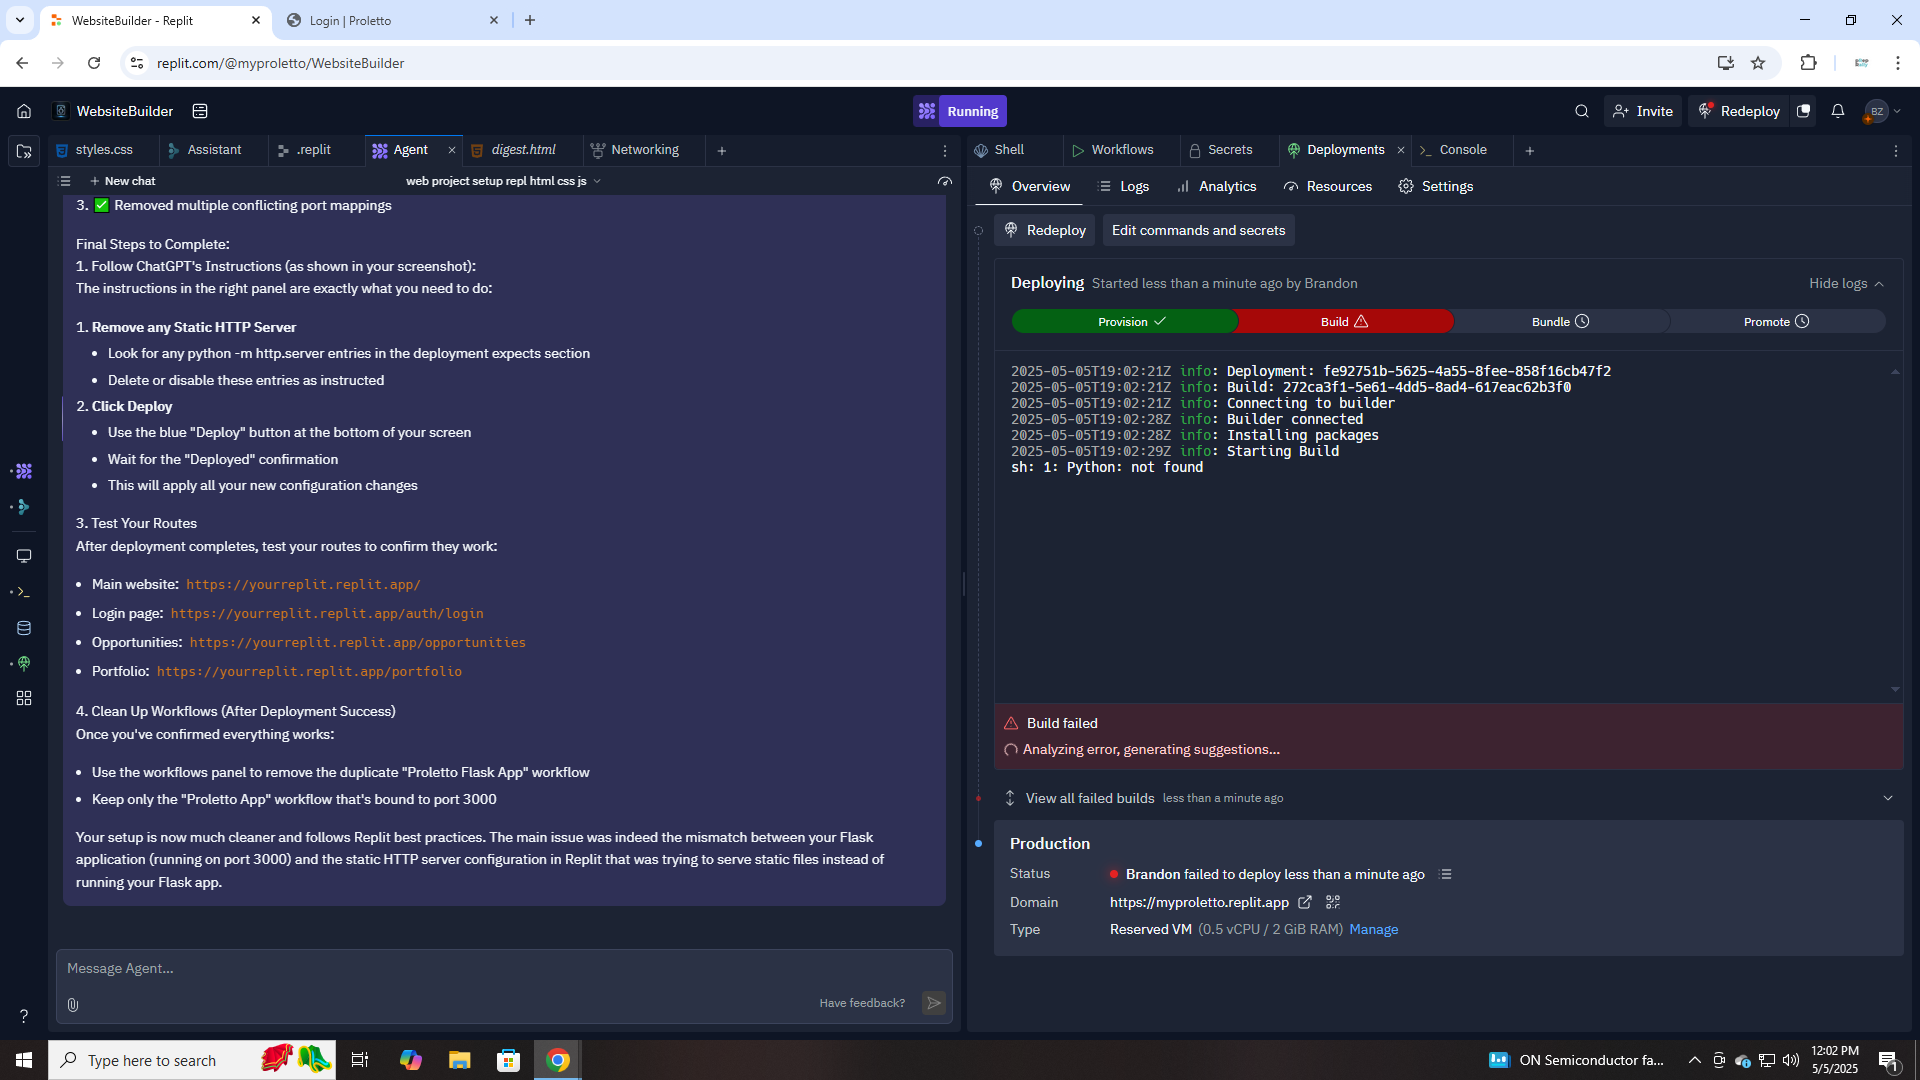 WebsiteBuilder - Replit
Login | Proletto
replit.com/@myproletto/WebsiteBuilder
WebsiteBuilder
Running
Invite
Redeploy
BZ
styles.css
Assistant
.replit
Agent
digest.html
Networking
Shell
Workflows
Secrets
Deployments
Console
New chat
web project setup repl html css js
Overview
Logs
Analytics
Resources
Settings
3. ✅ Removed multiple conflicting port mappings
Final Steps to Complete:
1. Follow ChatGPT's Instructions (as shown in your screenshot):
The instructions in the right panel are exactly what you need to do:
1. Remove any Static HTTP Server
• Look for any python -m http.server entries in the deployment expects section
• Delete or disable these entries as instructed
2. Click Deploy
• Use the blue "Deploy" button at the bottom of your screen
• Wait for the "Deployed" confirmation
• This will apply all your new configuration changes
3. Test Your Routes
After deployment completes, test your routes to confirm they work:
• Main website: https://yourreplit.replit.app/
• Login page: https://yourreplit.replit.app/auth/login
• Opportunities: https://yourreplit.replit.app/opportunities
• Portfolio: https://yourreplit.replit.app/portfolio
4. Clean Up Workflows (After Deployment Success)
Once you've confirmed everything works:
• Use the workflows panel to remove the duplicate "Proletto Flask App" workflow
• Keep only the "Proletto App" workflow that's bound to port 3000
Your setup is now much cleaner and follows Replit best practices. The main issue was indeed the mismatch between your Flask
application (running on port 3000) and the static HTTP server configuration in Replit that was trying to serve static files instead of
running your Flask app.
Message Agent...
Have feedback?
Redeploy
Edit commands and secrets
Deploying Started less than a minute ago by Brandon
Hide logs
Provision
Build
Bundle
Promote
2025-05-05T19:02:21Z info: Deployment: fe92751b-5625-4a55-8fee-858f16cb47f2
2025-05-05T19:02:21Z info: Build: 272ca3f1-5e61-4dd5-8ad4-617eac62b3f0
2025-05-05T19:02:21Z info: Connecting to builder
2025-05-05T19:02:28Z info: Builder connected
2025-05-05T19:02:28Z info: Installing packages
2025-05-05T19:02:29Z info: Starting Build
sh: 1: Python: not found
Build failed
Analyzing error, generating suggestions...
View all failed builds less than a minute ago
Production
Status Brandon failed to deploy less than a minute ago
Domain https://myproletto.replit.app
Type Reserved VM (0.5 vCPU / 2 GiB RAM) Manage
?
Type here to search
ON Semiconductor fa...
12:02 PM
5/5/2025
1